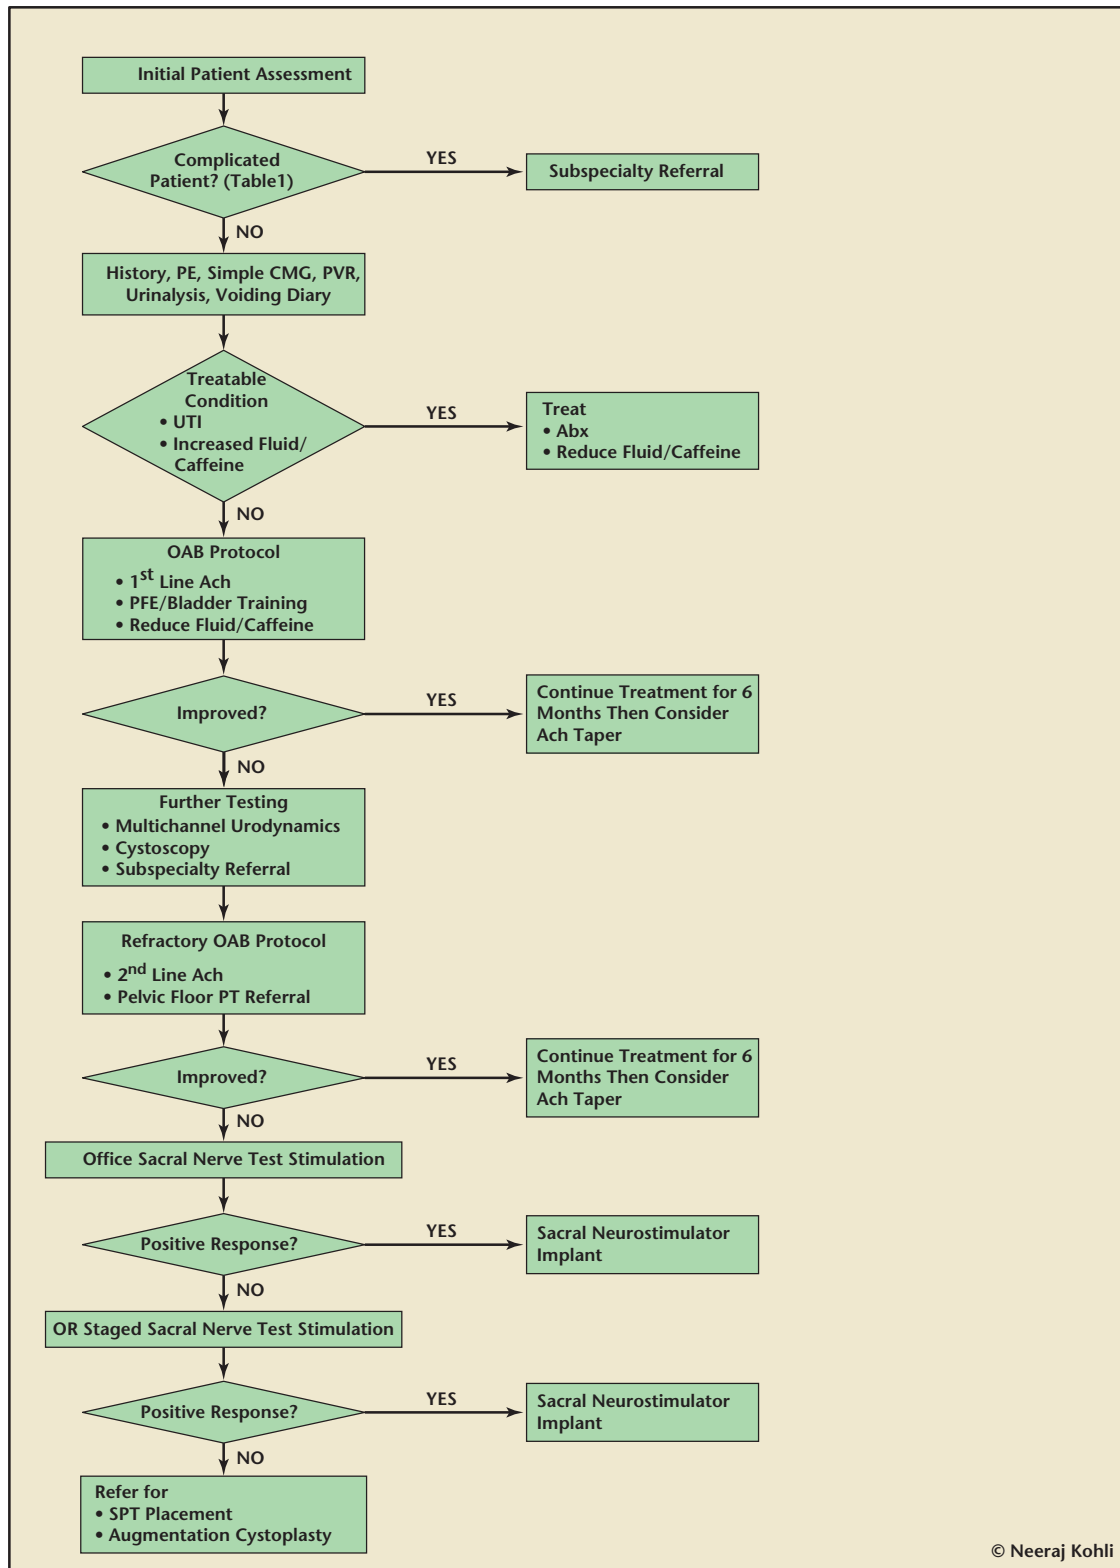 Initial Patient Assessment
Complicated
Patient? (Table1)
YES
Subspecialty Referral
NO
History, PE, Simple CMG, PVR,
Urinalysis, Voiding Diary
Treatable
Condition
• UTI
• Increased Fluid/
Caffeine
YES
Treat
• Abx
• Reduce Fluid/Caffeine
NO
OAB Protocol
• 1st Line Ach
• PFE/Bladder Training
• Reduce Fluid/Caffeine
Improved?
YES
Continue Treatment for 6
Months Then Consider
Ach Taper
NO
Further Testing
• Multichannel Urodynamics
• Cystoscopy
• Subspecialty Referral
Refractory OAB Protocol
• 2nd Line Ach
• Pelvic Floor PT Referral
Improved?
YES
Continue Treatment for 6
Months Then Consider
Ach Taper
NO
Office Sacral Nerve Test Stimulation
Positive Response?
YES
Sacral Neurostimulator
Implant
NO
OR Staged Sacral Nerve Test Stimulation
Positive Response?
YES
Sacral Neurostimulator
Implant
NO
Refer for
• SPT Placement
• Augmentation Cystoplasty
© Neeraj Kohli